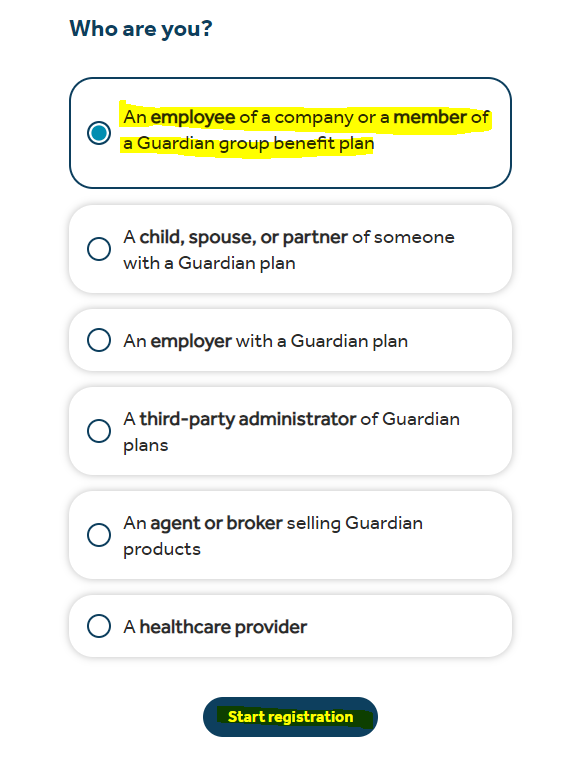 Who are you?
An employee of a company or a member of
a Guardian group benefit plan
A child, spouse, or partner of someone
with a Guardian plan
An employer with a Guardian plan
A third-party administrator of Guardian
plans
An agent or broker selling Guardian
products
A healthcare provider
Start registration